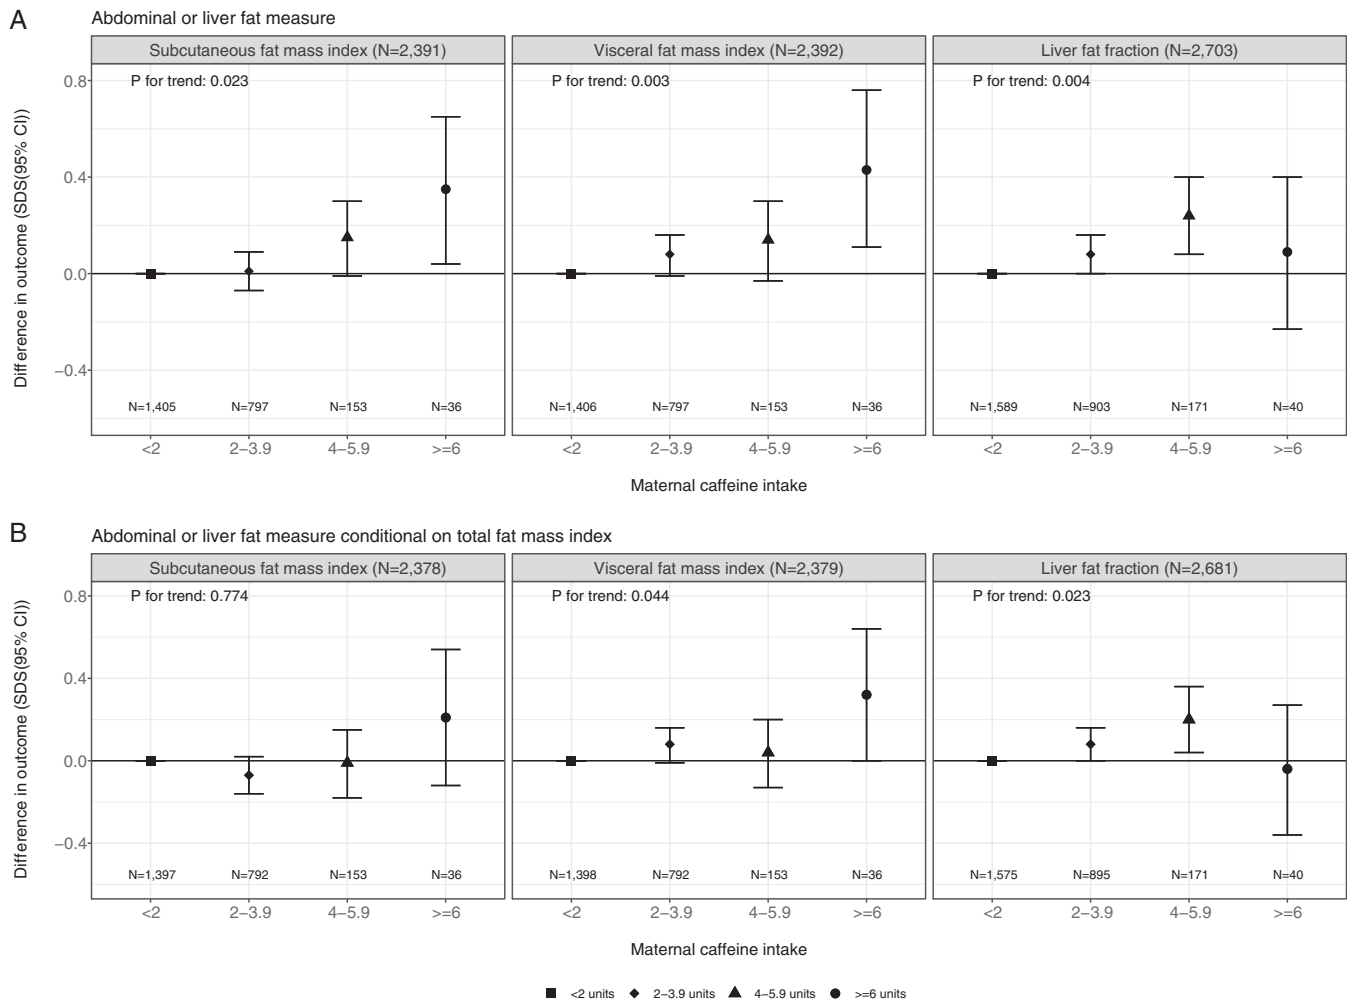 A
Abdominal or liver fat measure
Subcutaneous fat mass index (N=2,391)
Visceral fat mass index (N=2,392)
Liver fat fraction (N=2,703)
P for trend: 0.023
P for trend: 0.003
P for trend: 0.004
Difference in outcome (SDS(95% CI))
0.8
0.4
0.0
−0.4
N=1,405 N=797 N=153 N=36
N=1,406 N=797 N=153 N=36
N=1,589 N=903 N=171 N=40
<2 2−3.9 4−5.9 >=6
<2 2−3.9 4−5.9 >=6
<2 2−3.9 4−5.9 >=6
Maternal caffeine intake
B
Abdominal or liver fat measure conditional on total fat mass index
Subcutaneous fat mass index (N=2,378)
Visceral fat mass index (N=2,379)
Liver fat fraction (N=2,681)
P for trend: 0.774
P for trend: 0.044
P for trend: 0.023
Difference in outcome (SDS(95% CI))
0.8
0.4
0.0
−0.4
N=1,397 N=792 N=153 N=36
N=1,398 N=792 N=153 N=36
N=1,575 N=895 N=171 N=40
<2 2−3.9 4−5.9 >=6
<2 2−3.9 4−5.9 >=6
<2 2−3.9 4−5.9 >=6
Maternal caffeine intake
<2 units 2−3.9 units 4−5.9 units >=6 units